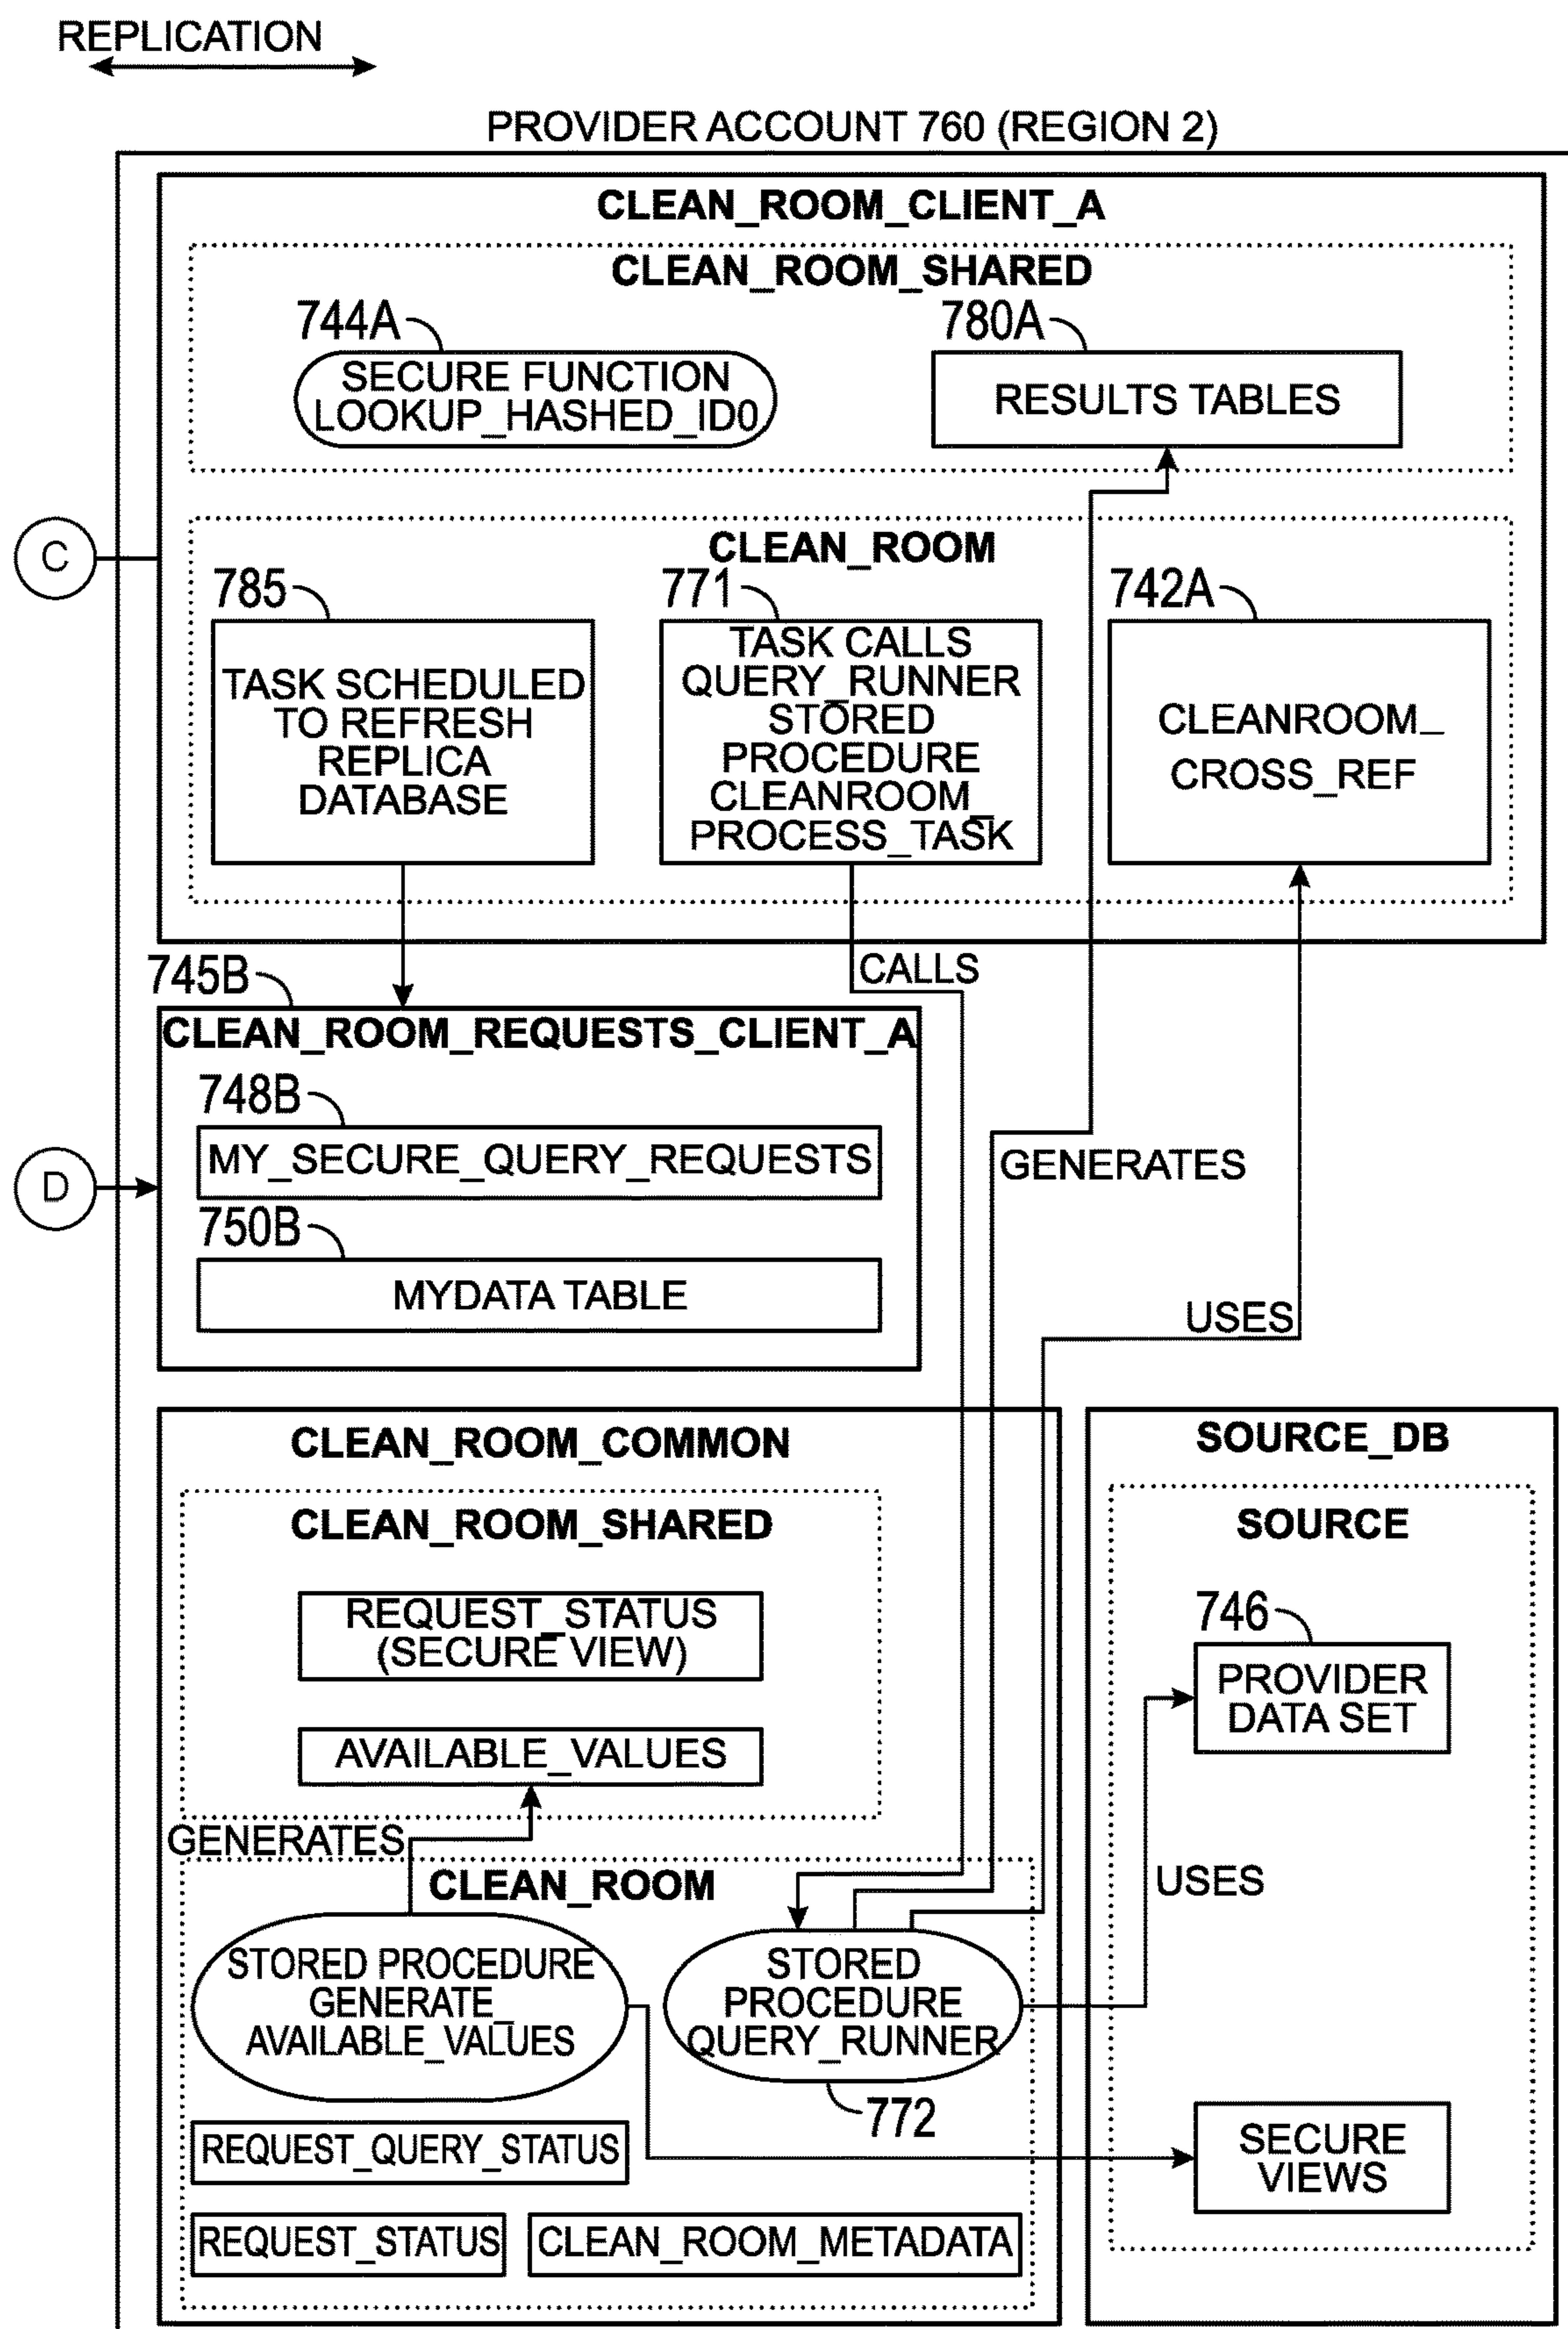 REPLICATION
PROVIDER ACCOUNT 760 (REGION 2)
CLEAN_ROOM_CLIENT_A
CLEAN_ROOM_SHARED
744A
SECURE FUNCTION
LOOKUP_HASHED_ID0
780A
RESULTS TABLES
C
CLEAN_ROOM
785
TASK SCHEDULED
TO REFRESH
REPLICA
DATABASE
771
TASK CALLS
QUERY_RUNNER
STORED
PROCEDURE
CLEANROOM_
PROCESS_TASK
742A
CLEANROOM_
CROSS_REF
CALLS
745B
CLEAN_ROOM_REQUESTS_CLIENT_A
748B
MY_SECURE_QUERY_REQUESTS
D
750B
MYDATA TABLE
GENERATES
USES
CLEAN_ROOM_COMMON
CLEAN_ROOM_SHARED
REQUEST_STATUS
(SECURE VIEW)
AVAILABLE_VALUES
GENERATES
CLEAN_ROOM
STORED PROCEDURE
GENERATE_
AVAILABLE_VALUES
STORED
PROCEDURE
QUERY_RUNNER
772
REQUEST_QUERY_STATUS
REQUEST_STATUS
CLEAN_ROOM_METADATA
SOURCE_DB
SOURCE
746
PROVIDER
DATA SET
USES
SECURE
VIEWS